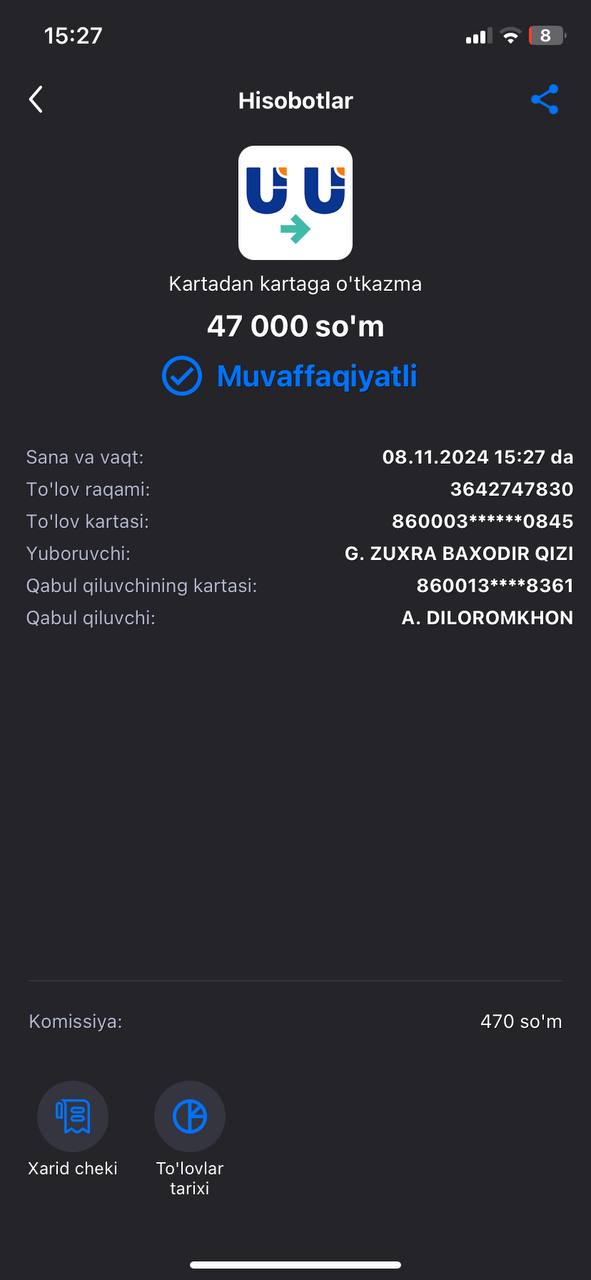 15:27
8
Hisobotlar
Kartadan kartaga o'tkazma
47 000 so'm
Muvaffaqiyatli
Sana va vaqt: 08.11.2024 15:27 da
To'lov raqami: 3642747830
To'lov kartasi: 860003******0845
Yuboruvchi: G. ZUXRA BAXODIR QIZI
Qabul qiluvchining kartasi: 860013****8361
Qabul qiluvchi: A. DILOROMKHON
Komissiya: 470 so'm
Xarid cheki
To'lovlar
tarixi